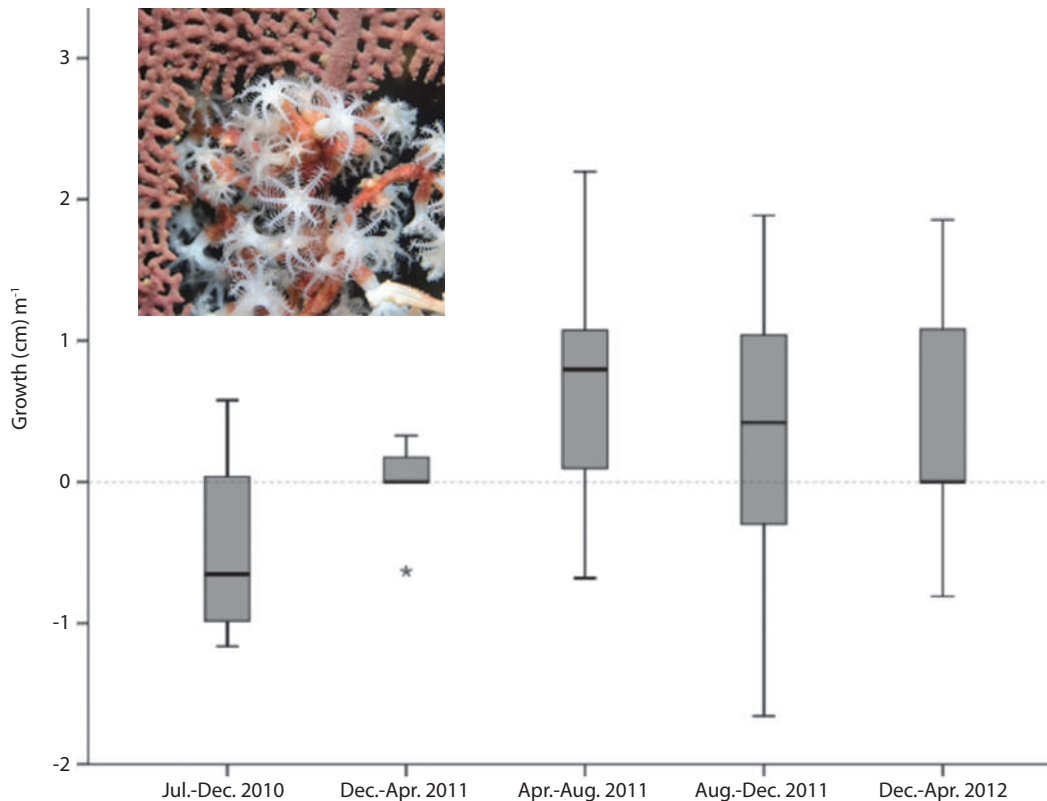 3
2
1
0
-1
-2
Growth (cm) m⁻¹
*
Jul.-Dec. 2010
Dec.-Apr. 2011
Apr.-Aug. 2011
Aug.-Dec. 2011
Dec.-Apr. 2012